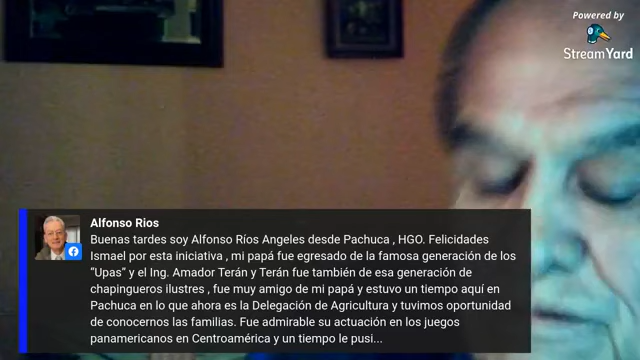 Powered by
StreamYard
Alfonso Rios
Buenas tardes soy Alfonso Ríos Angeles desde Pachuca , HGO. Felicidades
Ismael por esta iniciativa , mi papá fue egresado de la famosa generación de los
"Upas" y el Ing. Amador Terán y Terán fue también de esa generación de
chapingueros ilustres , fue muy amigo de mi papá y estuvo un tiempo aquí en
Pachuca en lo que ahora es la Delegación de Agricultura y tuvimos oportunidad
de conocernos las familias. Fue admirable su actuación en los juegos
panamericanos en Centroamérica y un tiempo le pusi...